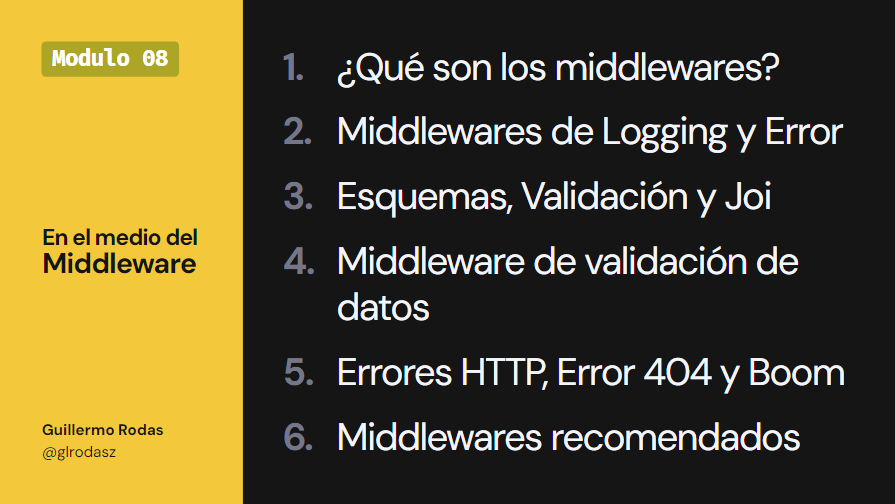 Modulo 08
En el medio del
Middleware
Guillermo Rodas
@glrodasz
1. ¿Qué son los middlewares?
2. Middlewares de Logging y Error
3. Esquemas, Validación y Joi
4. Middleware de validación de
datos
5. Errores HTTP, Error 404 y Boom
6. Middlewares recomendados